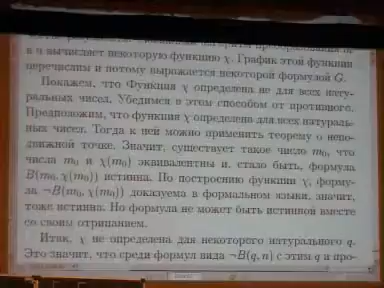 в n вычисляет некоторую функцию χ. График этой функции
перечислим и потому выражается некоторой формулой G.
Покажем, что Функция χ определена не для всех нату-
ральных чисел. Убедимся в этом способом от противного.
Предположим, что функция χ определена для всех натураль-
ных чисел. Тогда к ней можно применить теорему о непо-
движной точке. Значит, существует такое число m₀, что
числа m₀ и χ(m₀) эквивалентны и, стало быть, формула
B(m₀, χ(m₀)) истинна. По построению функции χ, форму-
ла ¬B(m₀, χ(m₀)) доказуема в формальном языке, значит,
тоже истинна. Но формула не может быть истинной вместе
со своим отрицанием.
Итак, χ не определена для некоторого натурального q.
Это значит, что среди формул вида ¬B(q, n) с этим q и про-